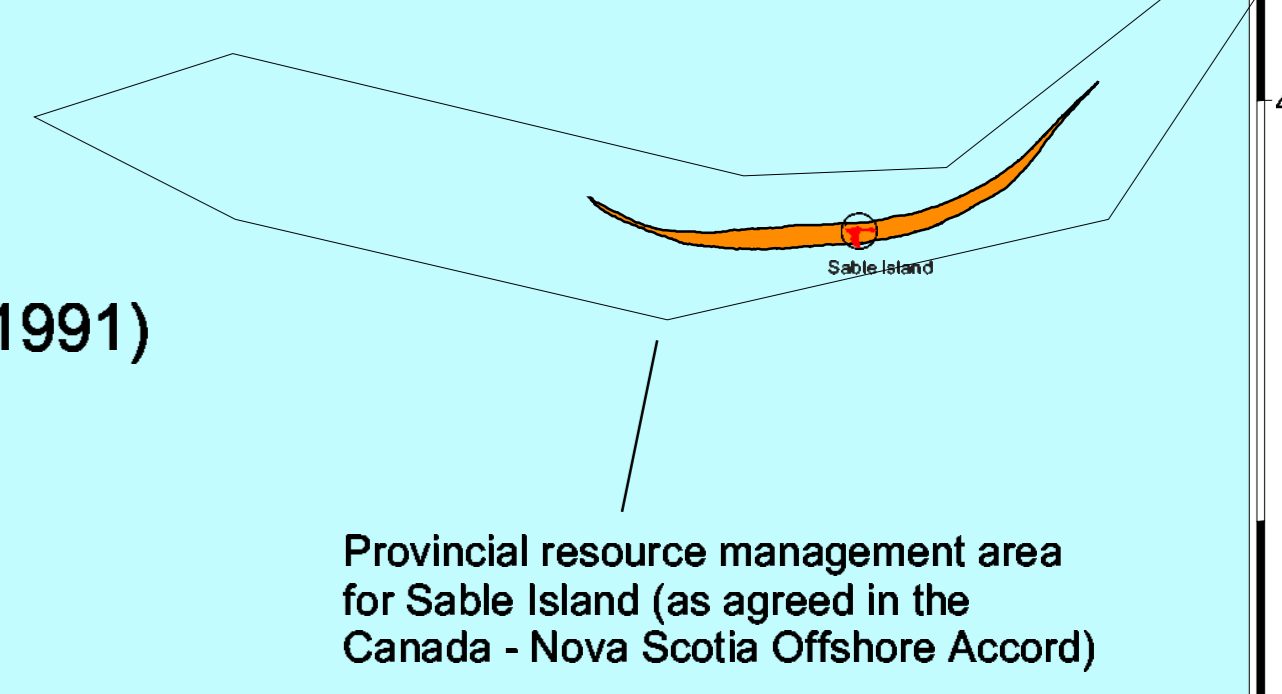 Sable Island
1991)
Provincial resource management area
for Sable Island (as agreed in the
Canada - Nova Scotia Offshore Accord)